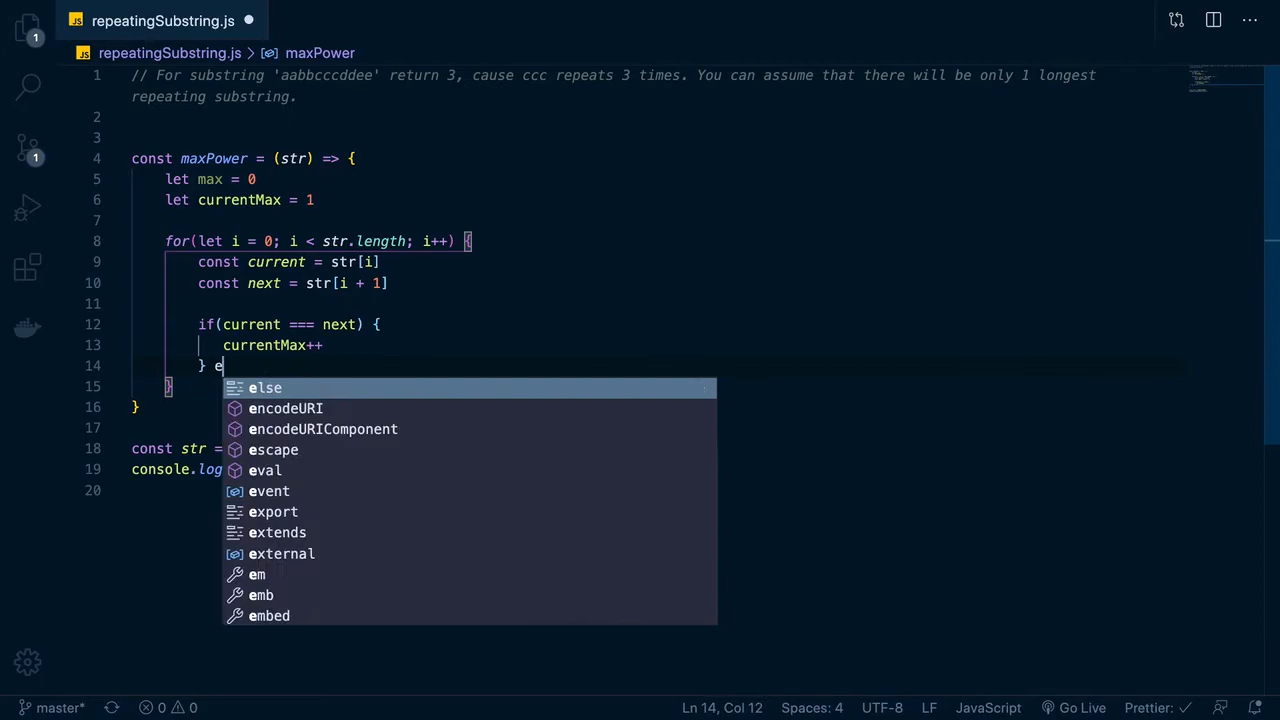 1
JS repeatingSubstring.js
JS repeatingSubstring.js > maxPower
1 // For substring 'aabbcccddee' return 3, cause ccc repeats 3 times. You can assume that there will be only 1 longest
repeating substring.
2
3
4 const maxPower = (str) => {
5 let max = 0
6 let currentMax = 1
7
8 for(let i = 0; i < str.length; i++) {
9 const current = str[i]
10 const next = str[i + 1]
11
12 if(current === next) {
13 currentMax++
14 } e
15 }
16 }
17
18 const str =
19 console.log
20
1
else
encodeURI
encodeURIComponent
escape
eval
event
export
extends
external
em
emb
embed
master* 0 0 Ln 14, Col 12 Spaces: 4 UTF-8 LF JavaScript Go Live Prettier: ✓